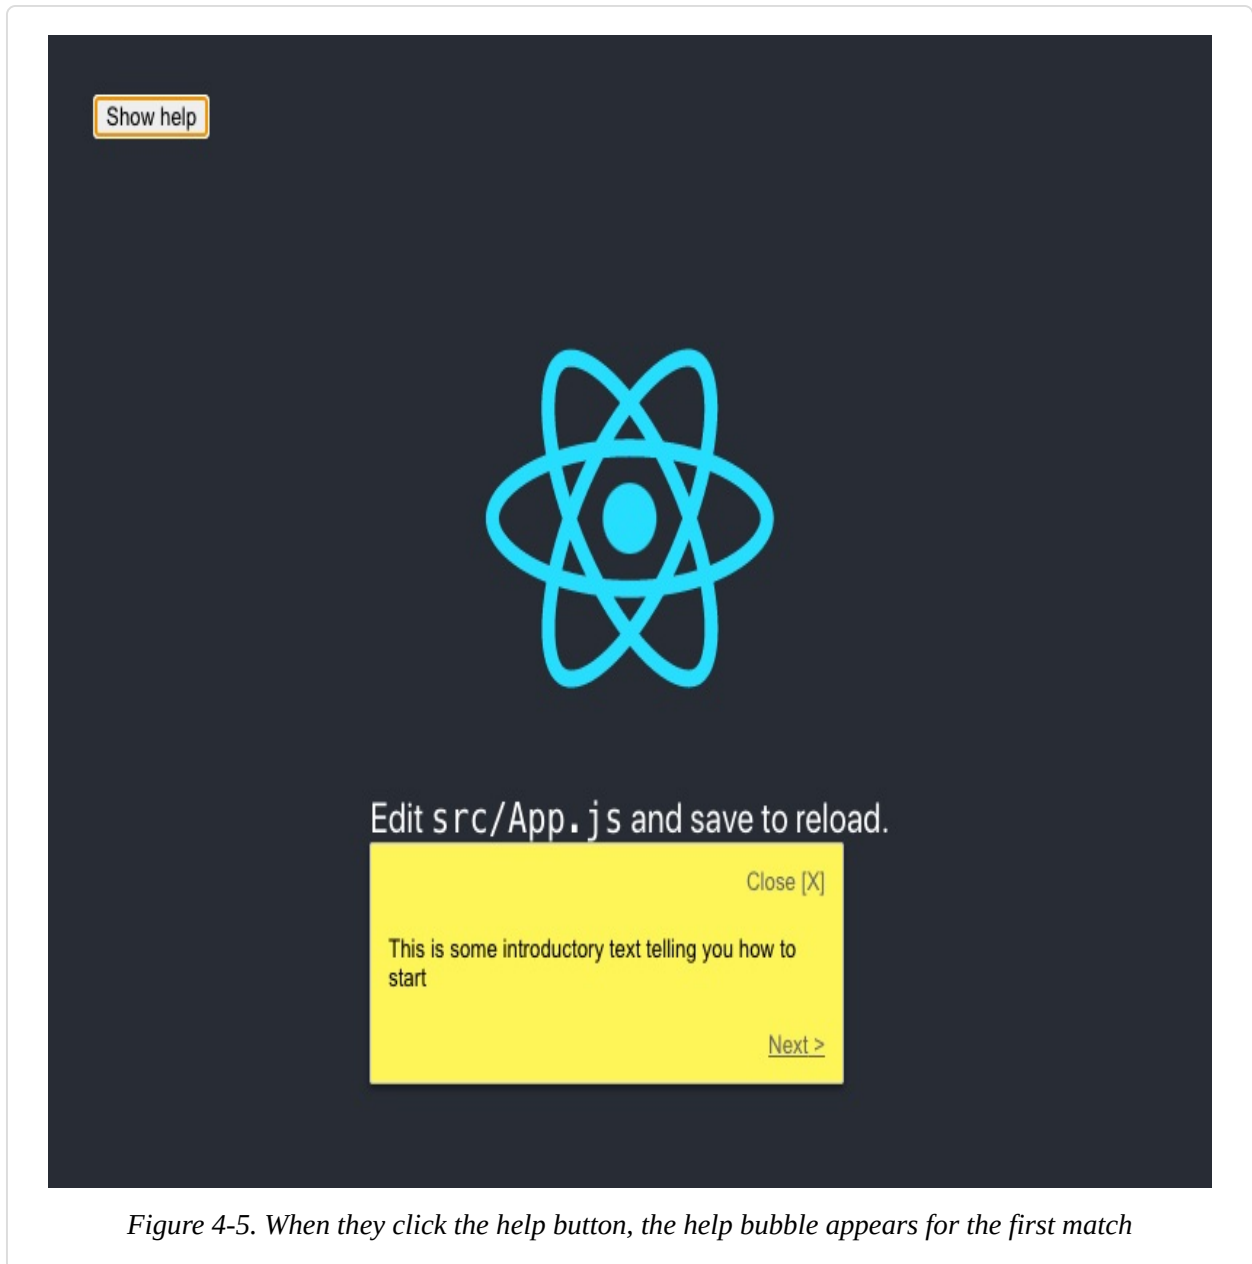 Show help
Edit src/App.js and save to reload.
Close [X]
This is some introductory text telling you how to
start
Next >
Figure 4-5. When they click the help button, the help bubble appears for the first match